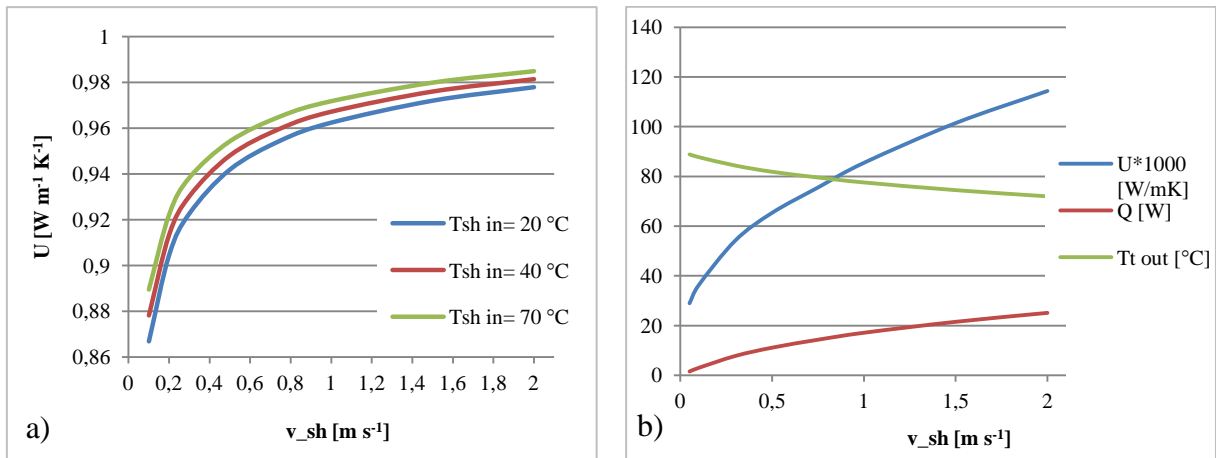 1
0,98
0,96
0,94
0,92
0,9
0,88
0,86
U [W m-1 K-1]
0 0,2 0,4 0,6 0,8 1 1,2 1,4 1,6 1,8 2
v_sh [m s-1]
Tsh in= 20 °C
Tsh in= 40 °C
Tsh in= 70 °C
a)
140
120
100
80
60
40
20
0
0 0,5 1 1,5 2
v_sh [m s-1]
U*1000
[W/mK]
Q [W]
Tt out [°C]
b)